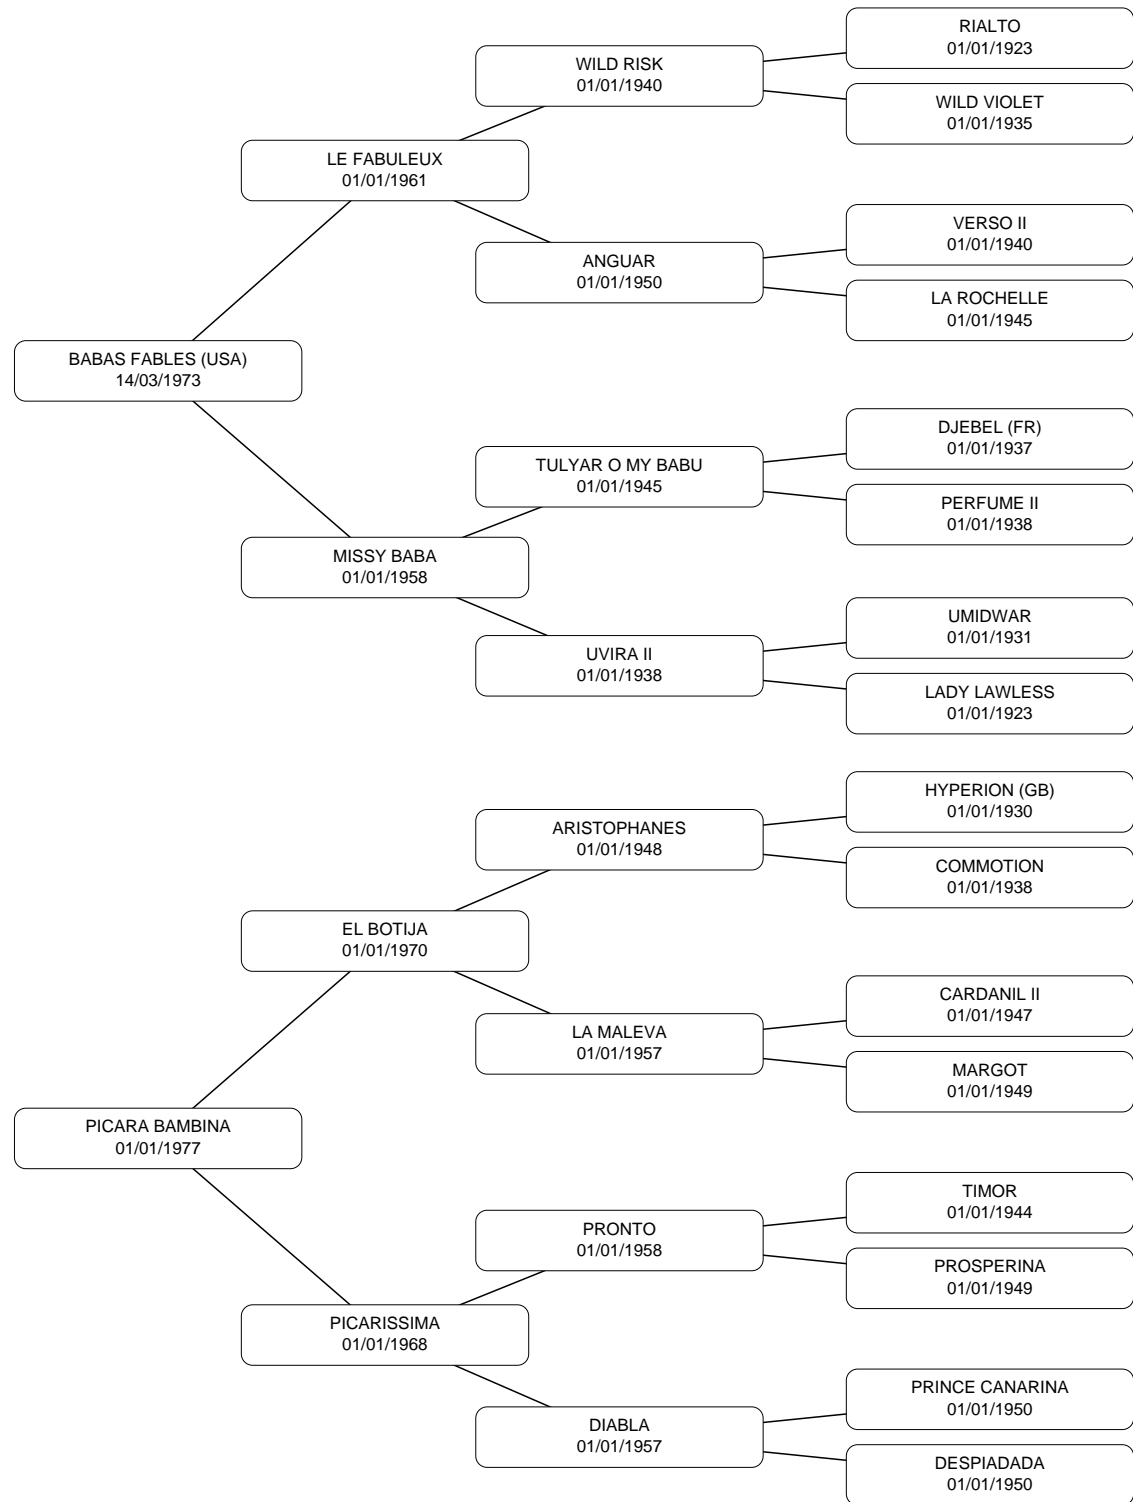 RIALTO
01/01/1923
WILD RISK
01/01/1940
WILD VIOLET
01/01/1935
LE FABULEUX
01/01/1961
VERSO II
01/01/1940
ANGUAR
01/01/1950
LA ROCHELLE
01/01/1945
BABAS FABLES (USA)
14/03/1973
DJEBEL (FR)
01/01/1937
TULYAR O MY BABU
01/01/1945
PERFUME II
01/01/1938
MISSY BABA
01/01/1958
UMIDWAR
01/01/1931
UVIRA II
01/01/1938
LADY LAWLESS
01/01/1923
HYPERION (GB)
01/01/1930
ARISTOPHANES
01/01/1948
COMMOTION
01/01/1938
EL BOTIJA
01/01/1970
CARDANIL II
01/01/1947
LA MALEVA
01/01/1957
MARGOT
01/01/1949
PICARA BAMBINA
01/01/1977
TIMOR
01/01/1944
PRONTO
01/01/1958
PROSPERINA
01/01/1949
PICARISSIMA
01/01/1968
PRINCE CANARINA
01/01/1950
DIABLA
01/01/1957
DESPIADADA
01/01/1950